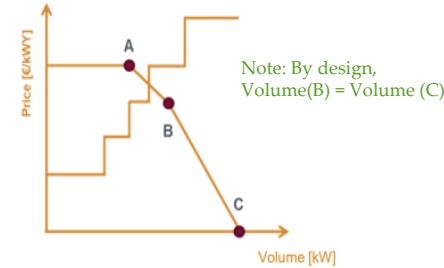 Price [€/kWY]
A
B
C
Note: By design,
Volume(B) = Volume (C)
Volume [kW]